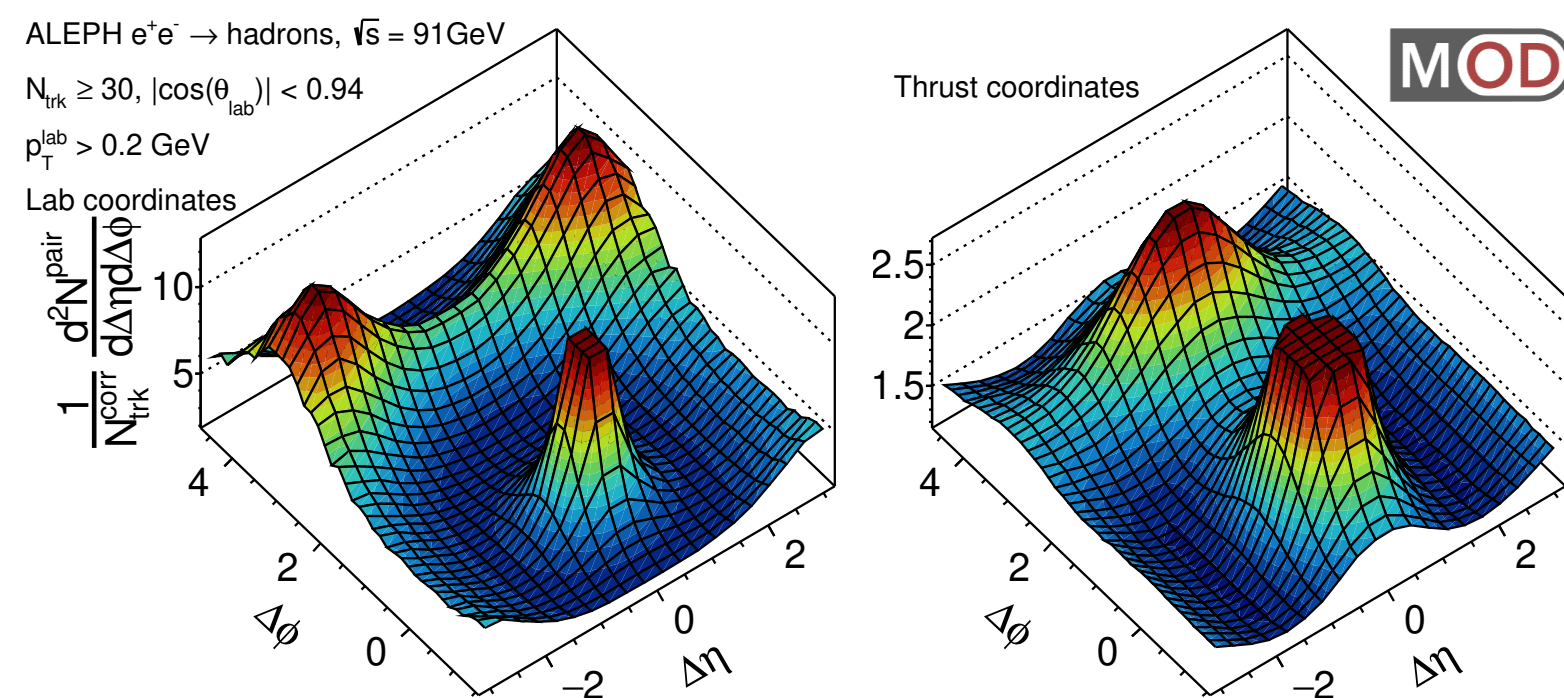 ALEPH e⁺e⁻ → hadrons, √s = 91GeV
N_trk ≥ 30, |cos(θ_lab)| < 0.94
p_T^lab > 0.2 GeV
Lab coordinates
1/N_trk^corr d²N^pair/dΔηdΔϕ
10
5
4
2
0
Δϕ
−2
0
2
Δη
Thrust coordinates
MOD
2.5
2
1.5
4
2
0
Δϕ
−2
0
2
Δη